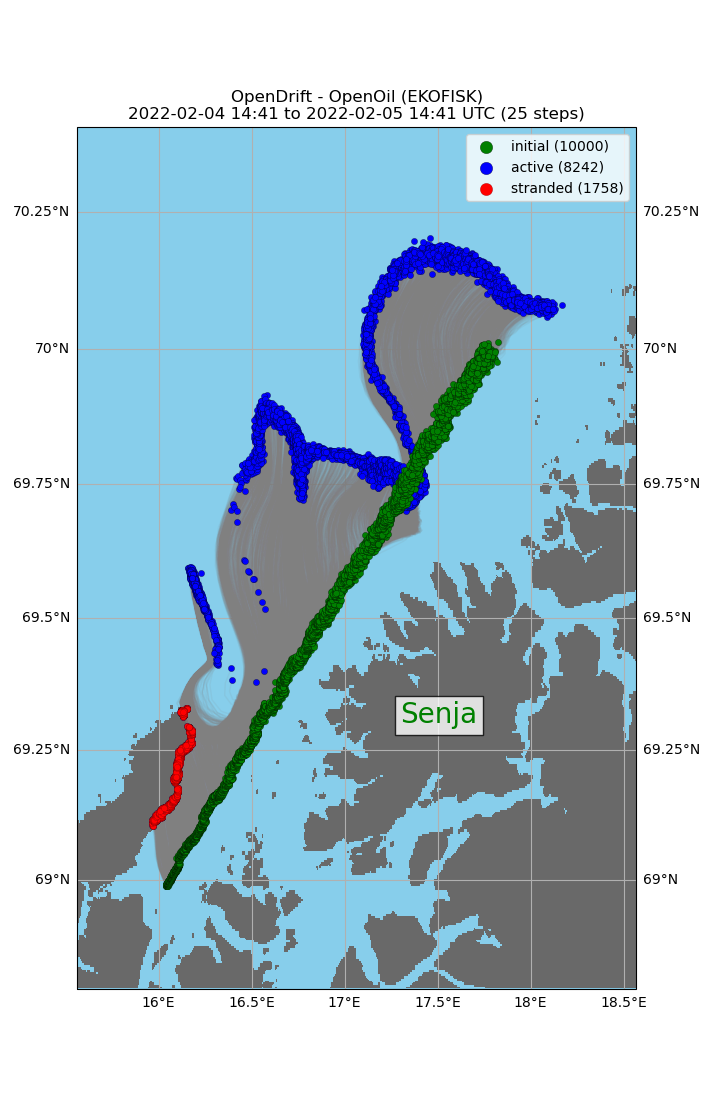 OpenDrift - OpenOil (EKOFISK)
2022-02-04 14:41 to 2022-02-05 14:41 UTC (25 steps)
initial (10000)
active (8242)
stranded (1758)
70.25°N 70.25°N
70°N 70°N
69.75°N 69.75°N
69.5°N 69.5°N
Senja
69.25°N 69.25°N
69°N 69°N
16°E 16.5°E 17°E 17.5°E 18°E 18.5°E